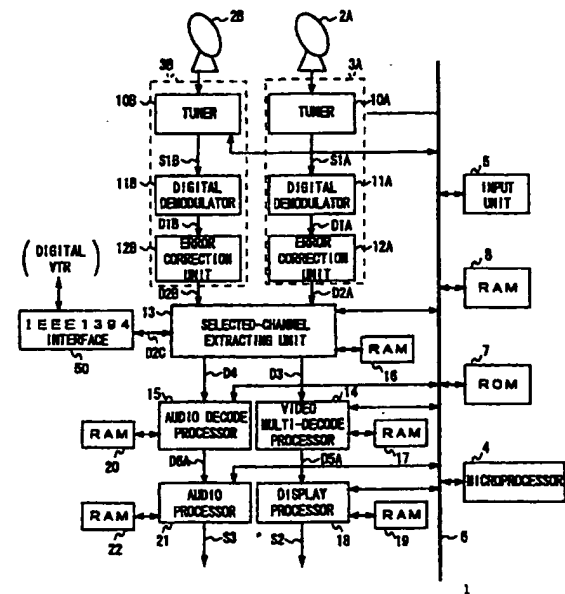 2B 2A
3B 3A
10B TUNER TUNER 10A
S1B S1A 5
11B DIGITAL DEMODULATOR DIGITAL DEMODULATOR 11A INPUT UNIT
D1B D1A
12B ERROR CORRECTION UNIT ERROR CORRECTION UNIT 12A 8
(DIGITAL VTR) RAM
13 D2B D2A
IEEE1394 INTERFACE SELECTED-CHANNEL EXTRACTING UNIT 7
D2C RAM ROM
50 16
D4 D3
15 14
RAM AUDIO DECODE PROCESSOR VIDEO MULTI-DECODE PROCESSOR RAM 4
20 17 MICROPROCESSOR
D6A D5A
RAM AUDIO PROCESSOR DISPLAY PROCESSOR RAM
22 21 S3 S2 18 19 6
1